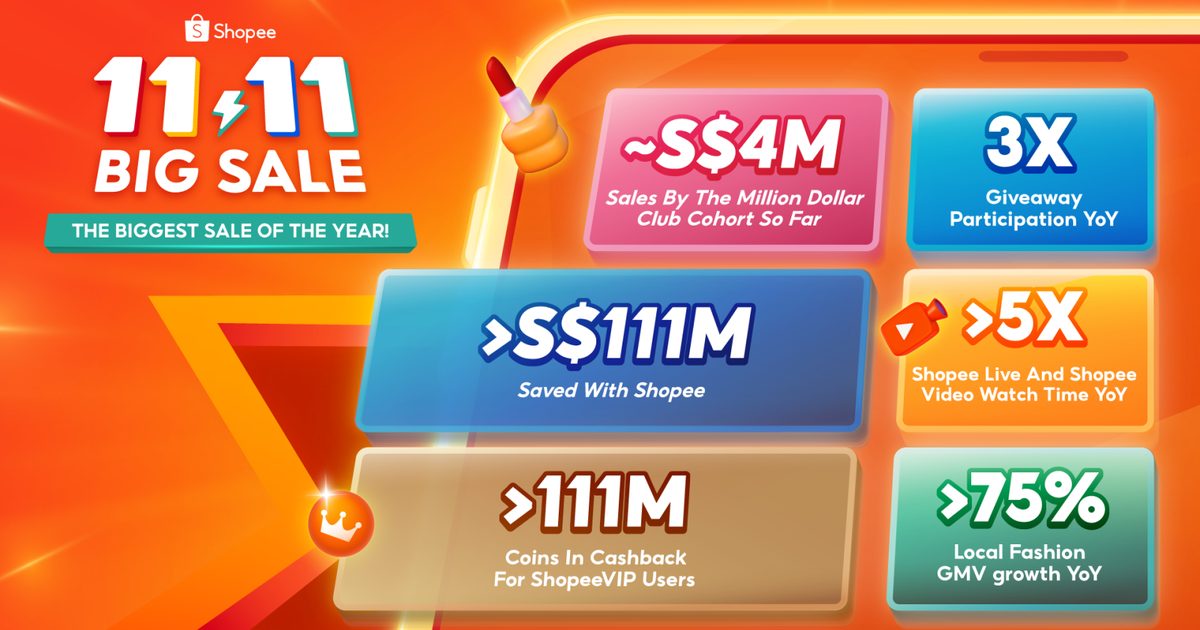 Shopee
11 11
BIG SALE
THE BIGGEST SALE OF THE YEAR!
~S$4M
Sales By The Million Dollar
Club Cohort So Far
3X
Giveaway
Participation YoY
>S$111M
Saved With Shopee
>5X
Shopee Live And Shopee
Video Watch Time YoY
>111M
Coins In Cashback
For ShopeeVIP Users
>75%
Local Fashion
GMV growth YoY